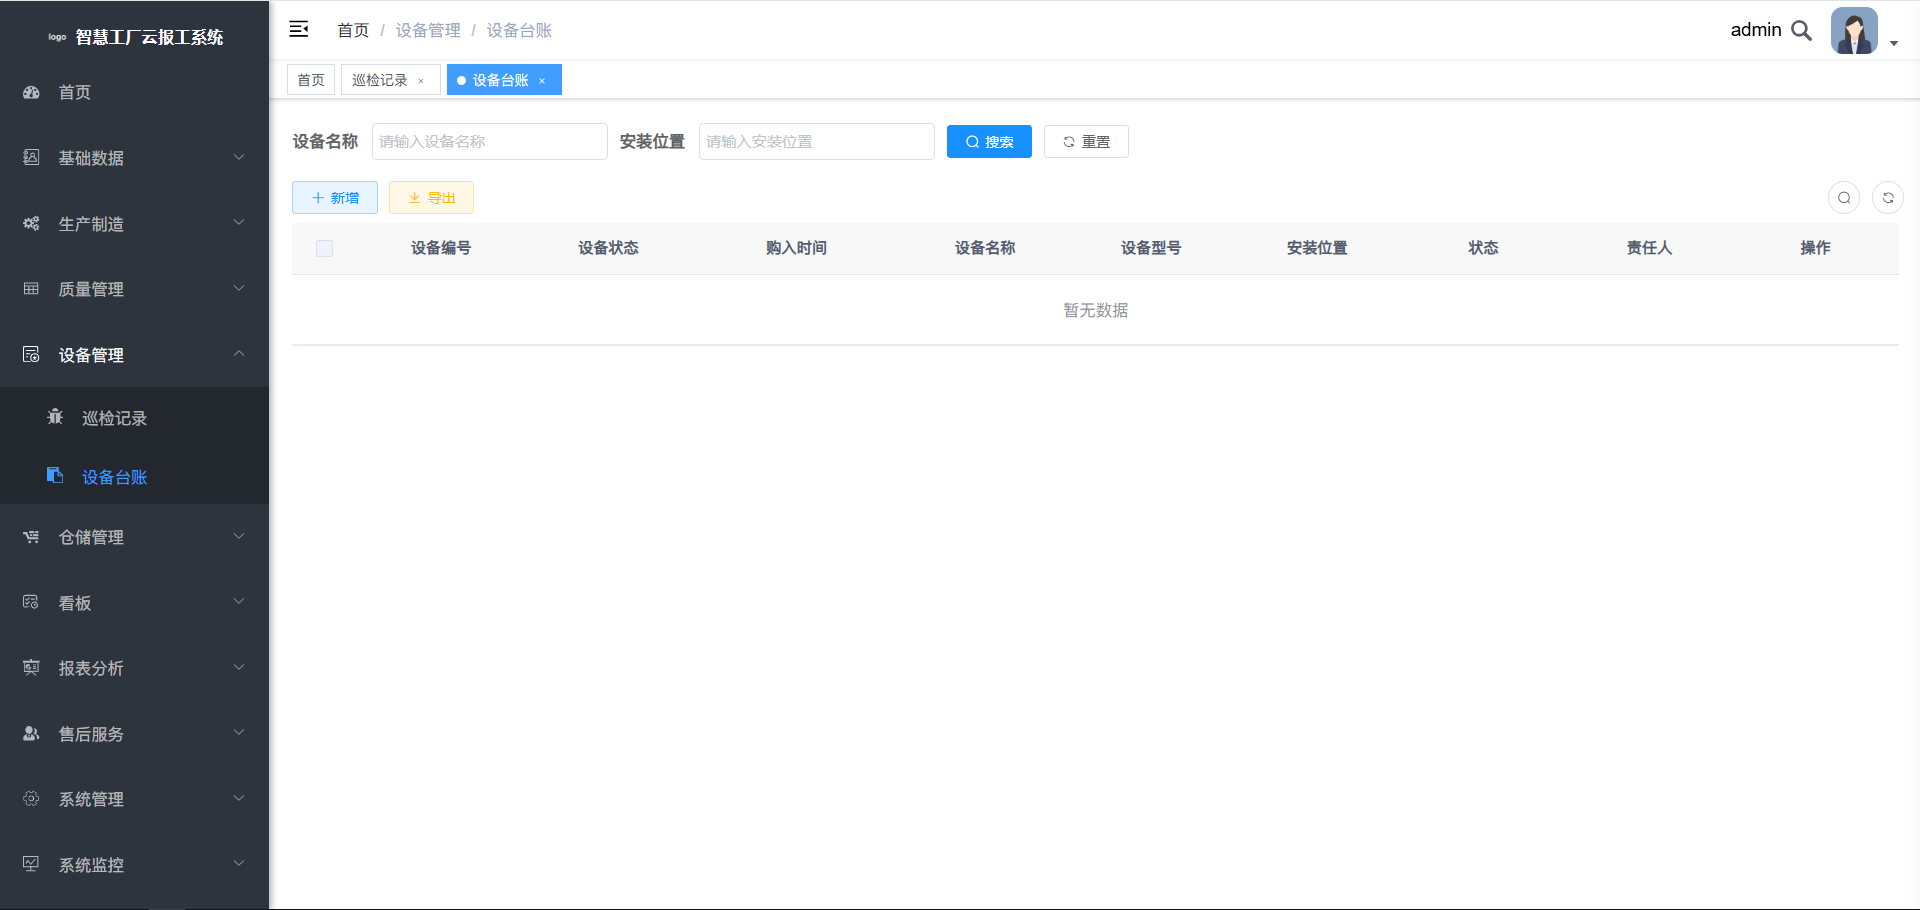 logo 智慧工厂云报工系统
首页
基础数据
生产制造
质量管理
设备管理
巡检记录
设备台账
仓储管理
看板
报表分析
售后服务
系统管理
系统监控
首页 / 设备管理 / 设备台账
admin
首页 巡检记录 × 设备台账 ×
设备名称 请输入设备名称 安装位置 请输入安装位置 搜索 重置
新增 导出
设备编号 设备状态 购入时间 设备名称 设备型号 安装位置 状态 责任人 操作
暂无数据